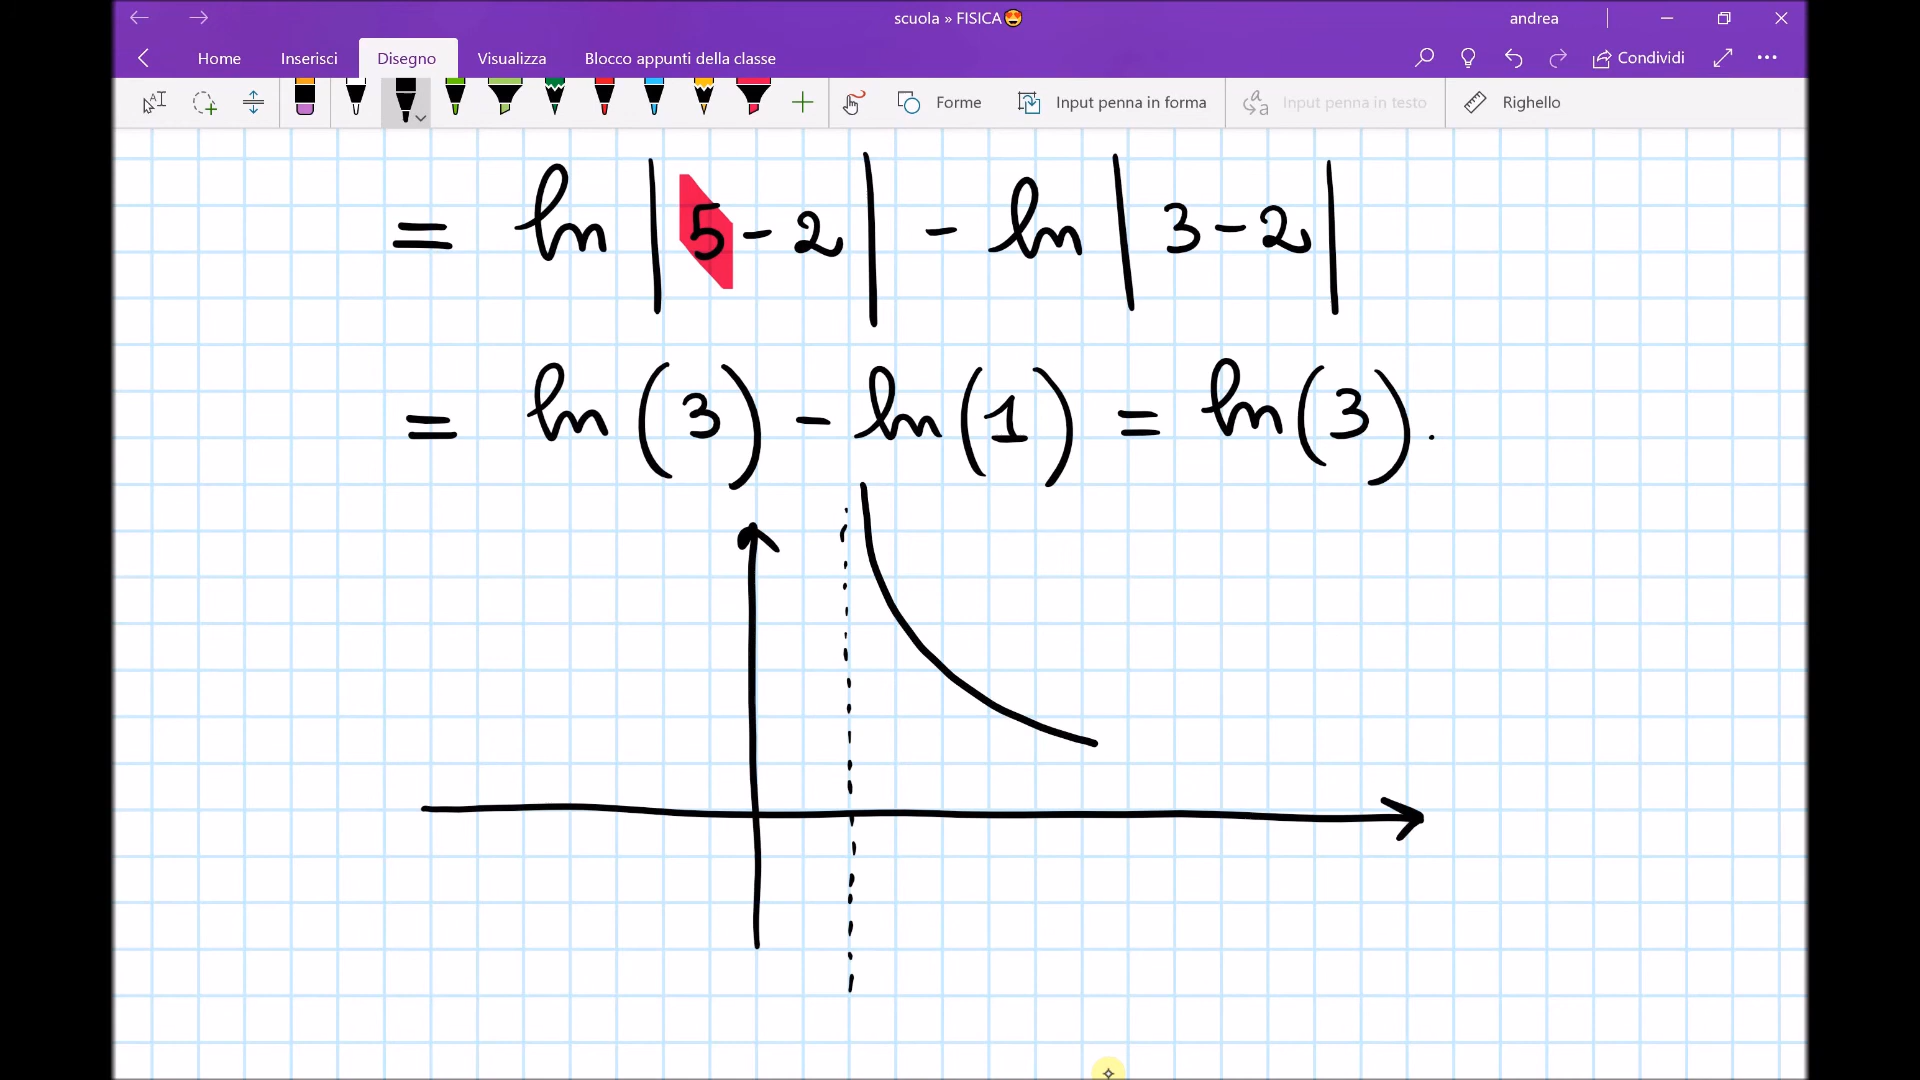 scuola » FISICA😍
andrea
Home Inserisci Disegno Visualizza Blocco appunti della classe Condividi
Forme Input penna in forma Input penna in testo Righello
= ln |5-2| - ln |3-2|
= ln (3) - ln (1) = ln (3).